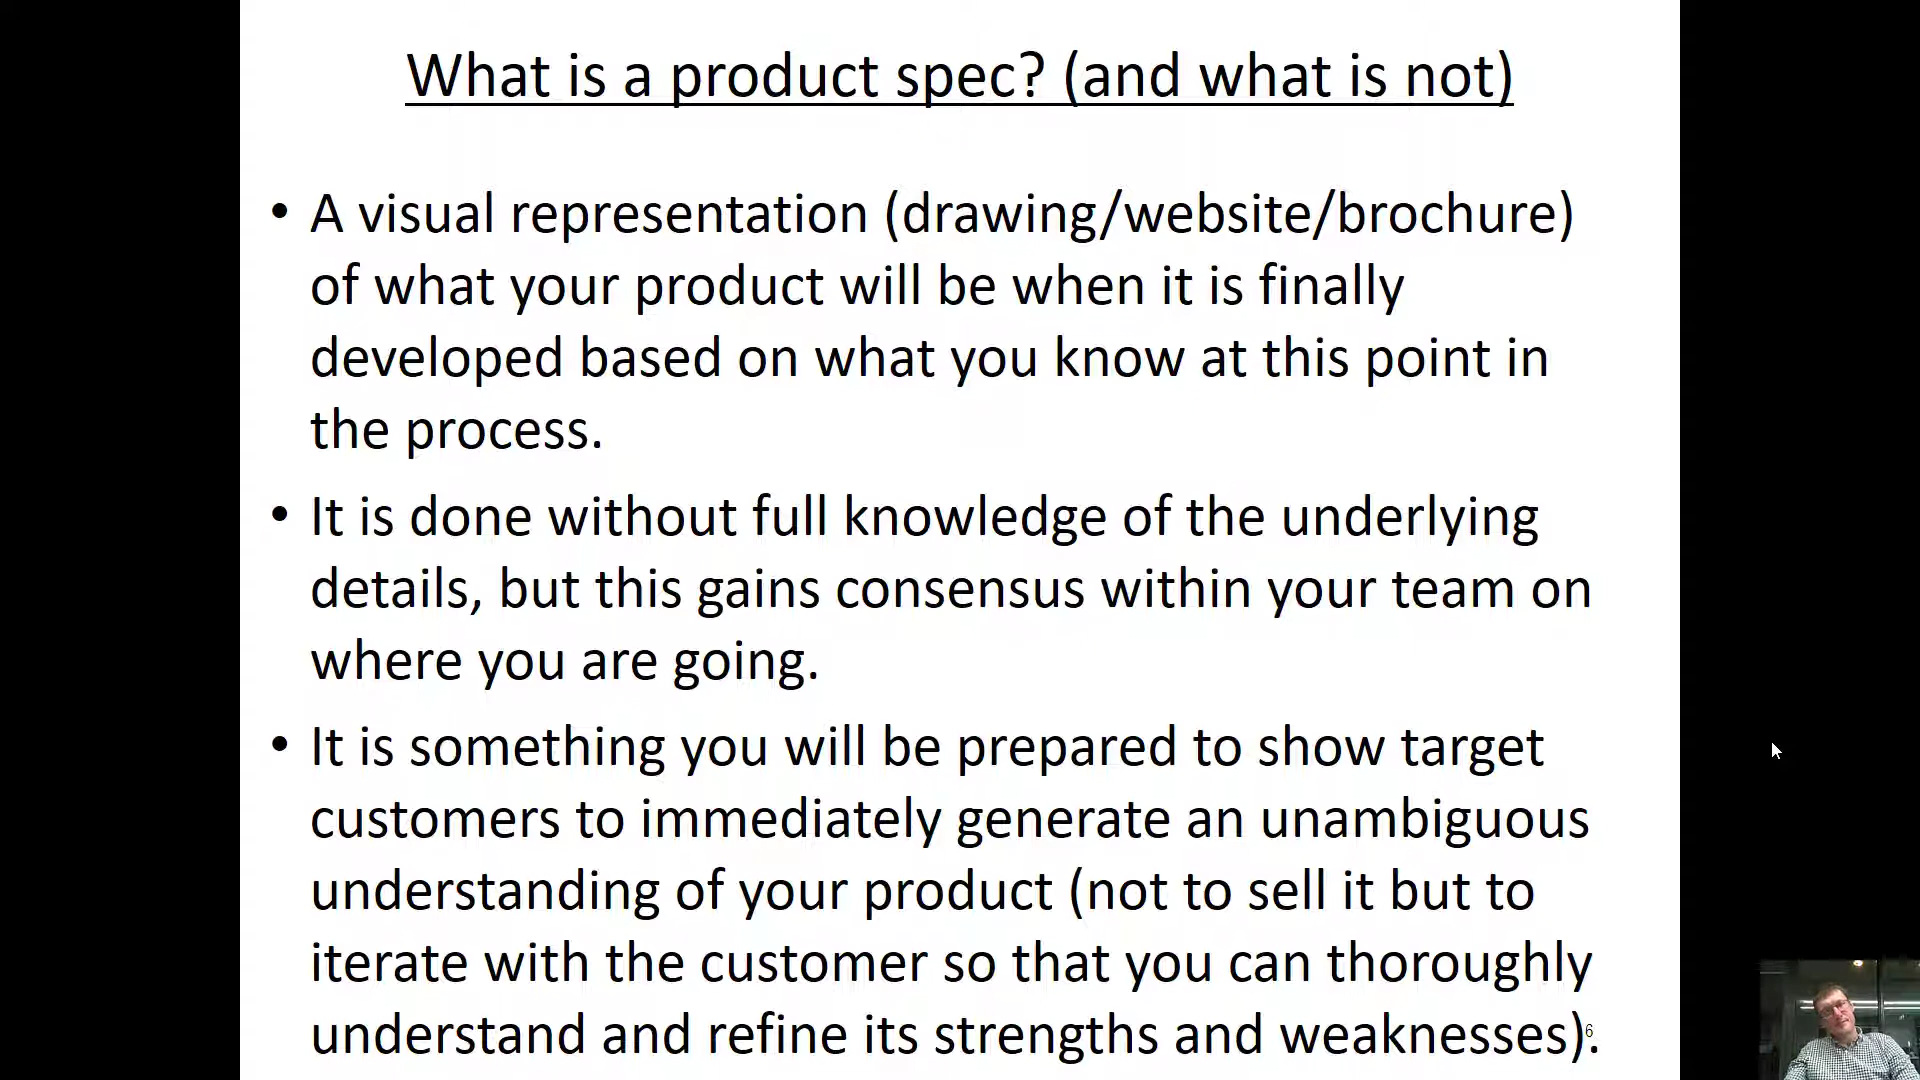 What is a product spec? (and what is not)
• A visual representation (drawing/website/brochure)
of what your product will be when it is finally
developed based on what you know at this point in
the process.
• It is done without full knowledge of the underlying
details, but this gains consensus within your team on
where you are going.
• It is something you will be prepared to show target
customers to immediately generate an unambiguous
understanding of your product (not to sell it but to
iterate with the customer so that you can thoroughly
understand and refine its strengths and weaknesses).
6